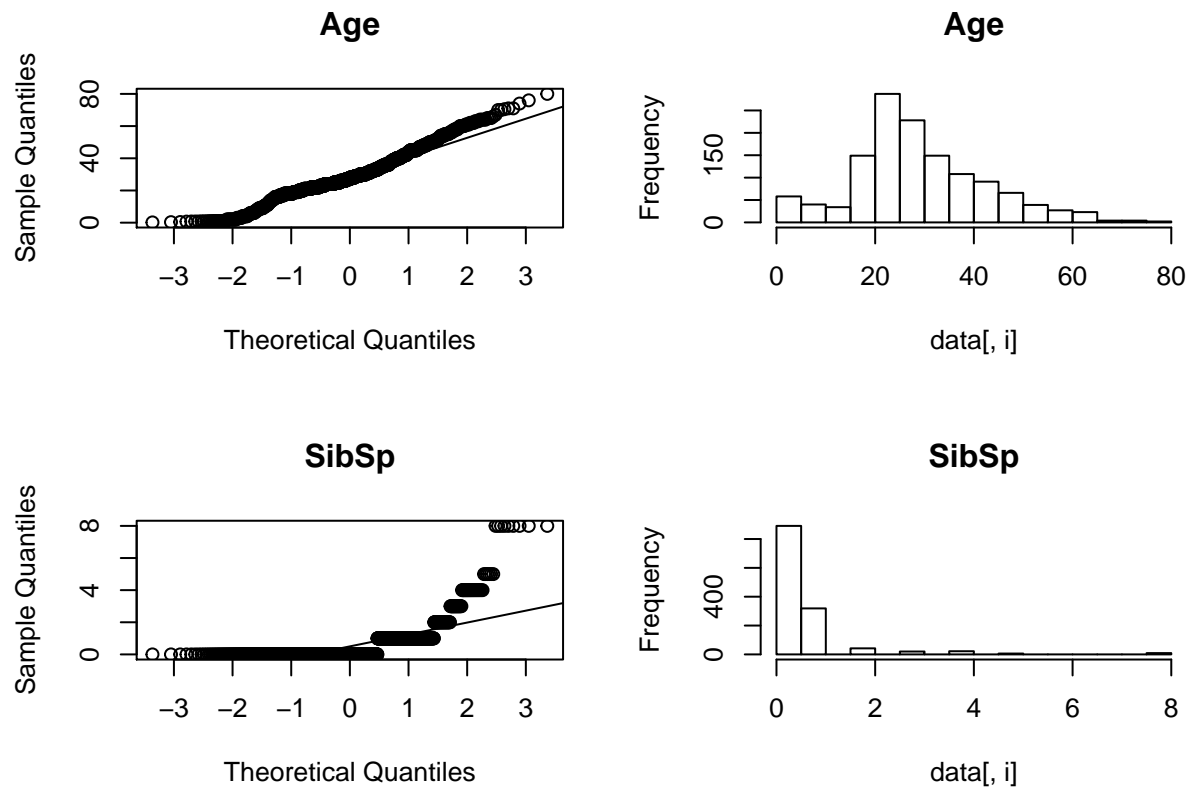 Age
Sample Quantiles
80
40
0
−3 −2 −1 0 1 2 3
Theoretical Quantiles
Age
Frequency
150
0
0 20 40 60 80
data[, i]
SibSp
Sample Quantiles
8
4
0
−3 −2 −1 0 1 2 3
Theoretical Quantiles
SibSp
Frequency
400
0
0 2 4 6 8
data[, i]